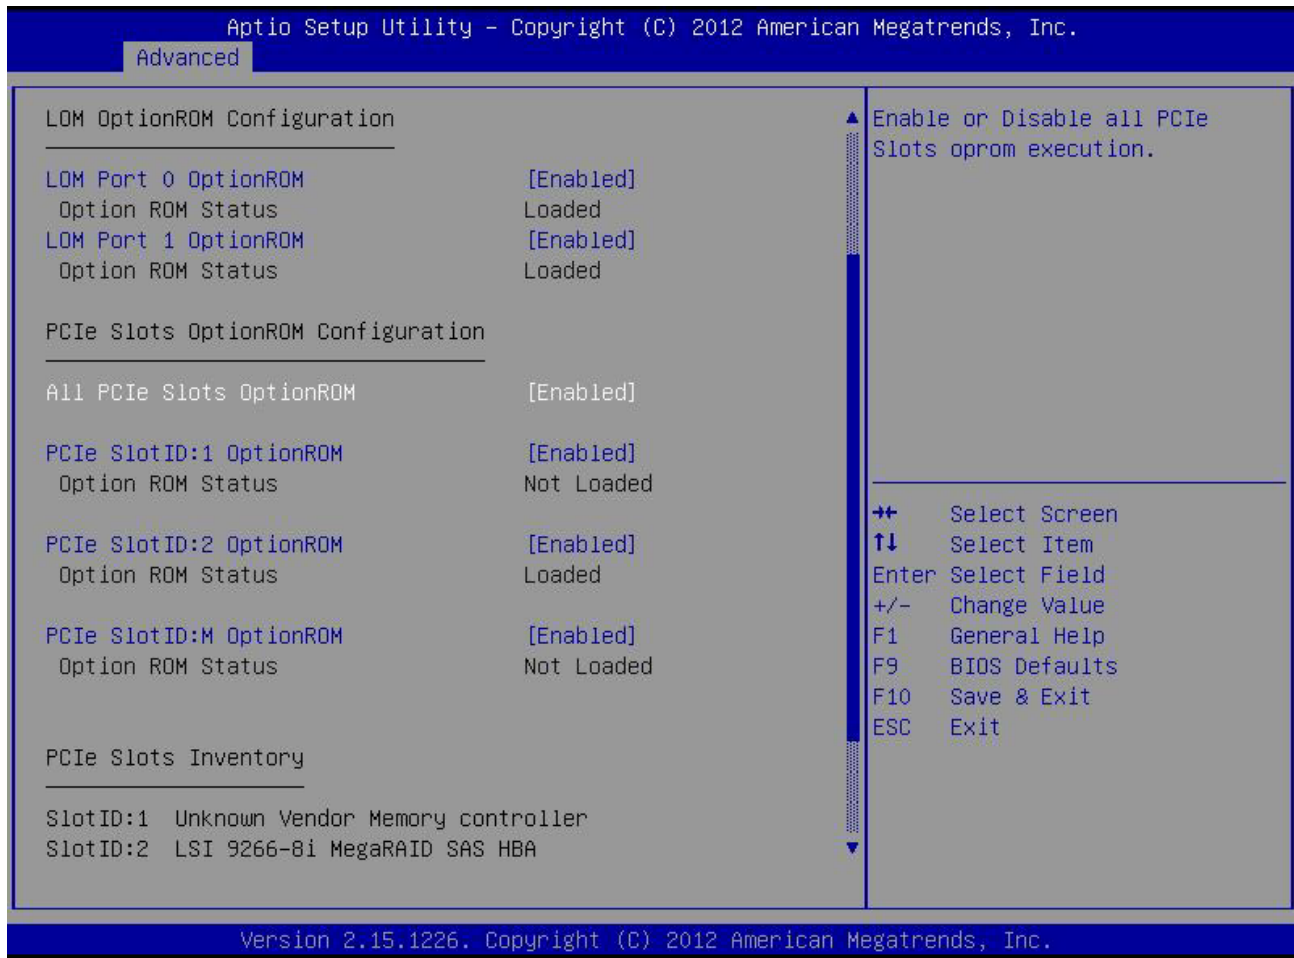 Aptio Setup Utility – Copyright (C) 2012 American Megatrends, Inc.
Advanced
LOM OptionROM Configuration
LOM Port 0 OptionROM [Enabled]
Option ROM Status Loaded
LOM Port 1 OptionROM [Enabled]
Option ROM Status Loaded
PCIe Slots OptionROM Configuration
All PCIe Slots OptionROM [Enabled]
PCIe SlotID:1 OptionROM [Enabled]
Option ROM Status Not Loaded
PCIe SlotID:2 OptionROM [Enabled]
Option ROM Status Loaded
PCIe SlotID:M OptionROM [Enabled]
Option ROM Status Not Loaded
PCIe Slots Inventory
SlotID:1 Unknown Vendor Memory controller
SlotID:2 LSI 9266-8i MegaRAID SAS HBA
Enable or Disable all PCIe
Slots oprom execution.
→← Select Screen
↑↓ Select Item
Enter Select Field
+/- Change Value
F1 General Help
F9 BIOS Defaults
F10 Save & Exit
ESC Exit
Version 2.15.1226. Copyright (C) 2012 American Megatrends, Inc.